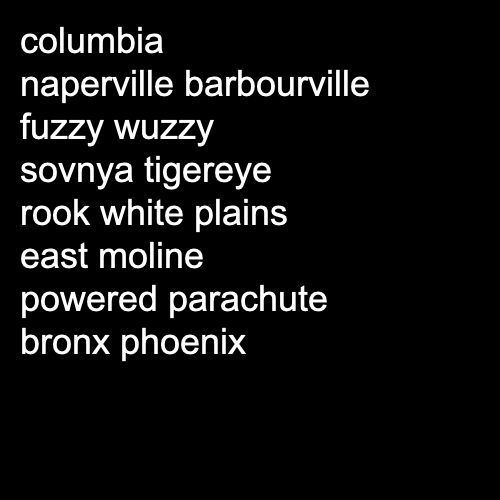 columbia
naperville barbourville
fuzzy wuzzy
sovnya tigereye
rook white plains
east moline
powered parachute
bronx phoenix